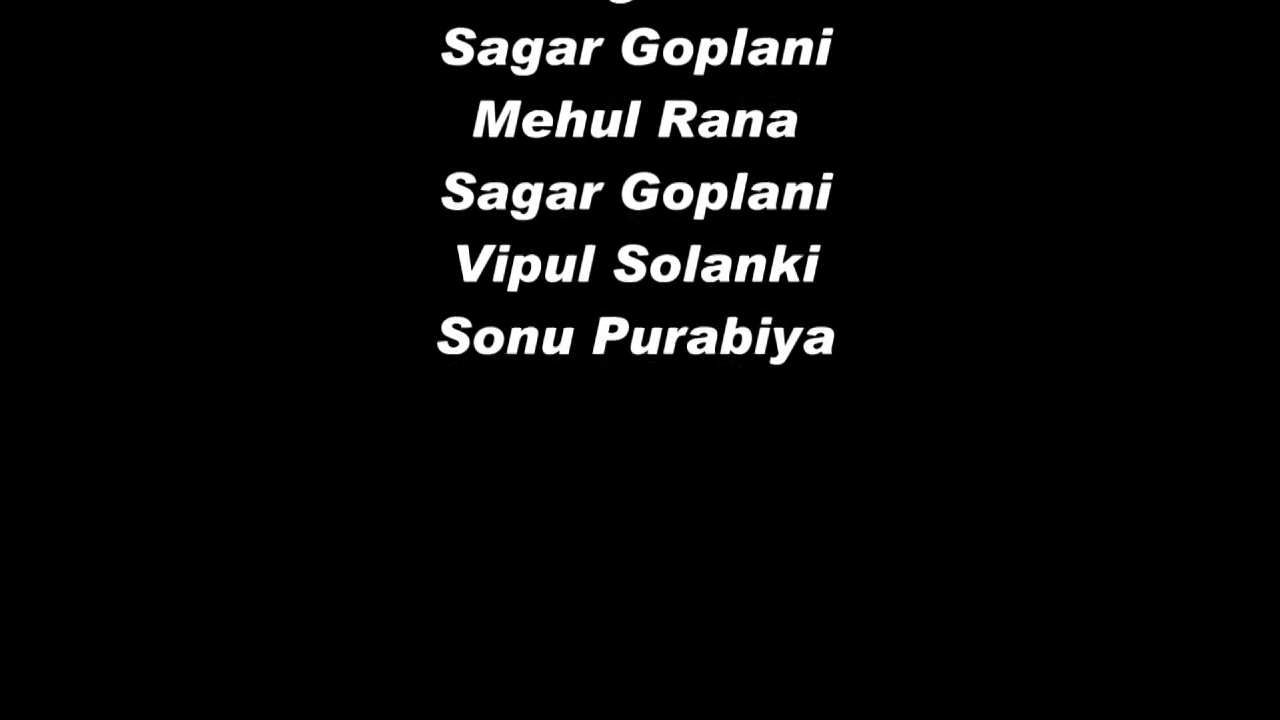 Sagar Goplani
Mehul Rana
Sagar Goplani
Vipul Solanki
Sonu Purabiya